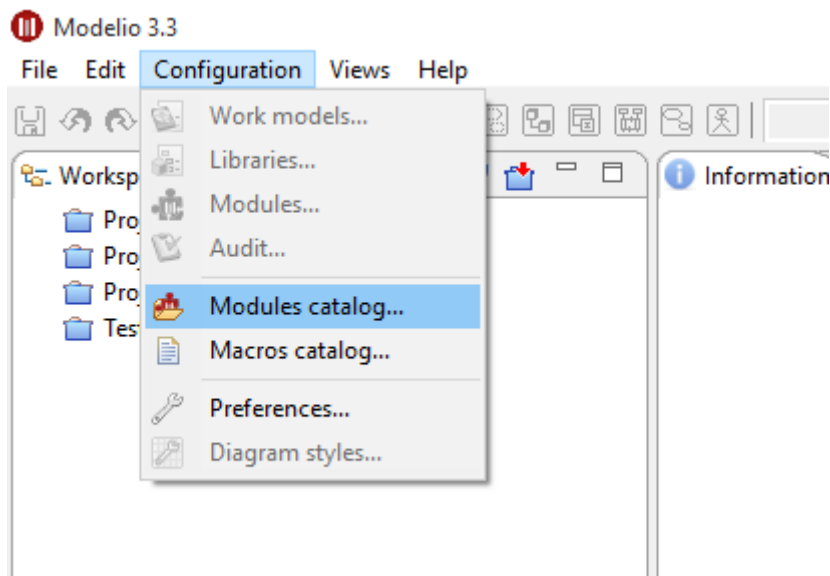 Modelio 3.3
File Edit Configuration Views Help
Work models...
Libraries...
Modules...
Audit...
Modules catalog...
Macros catalog...
Preferences...
Diagram styles...
Information